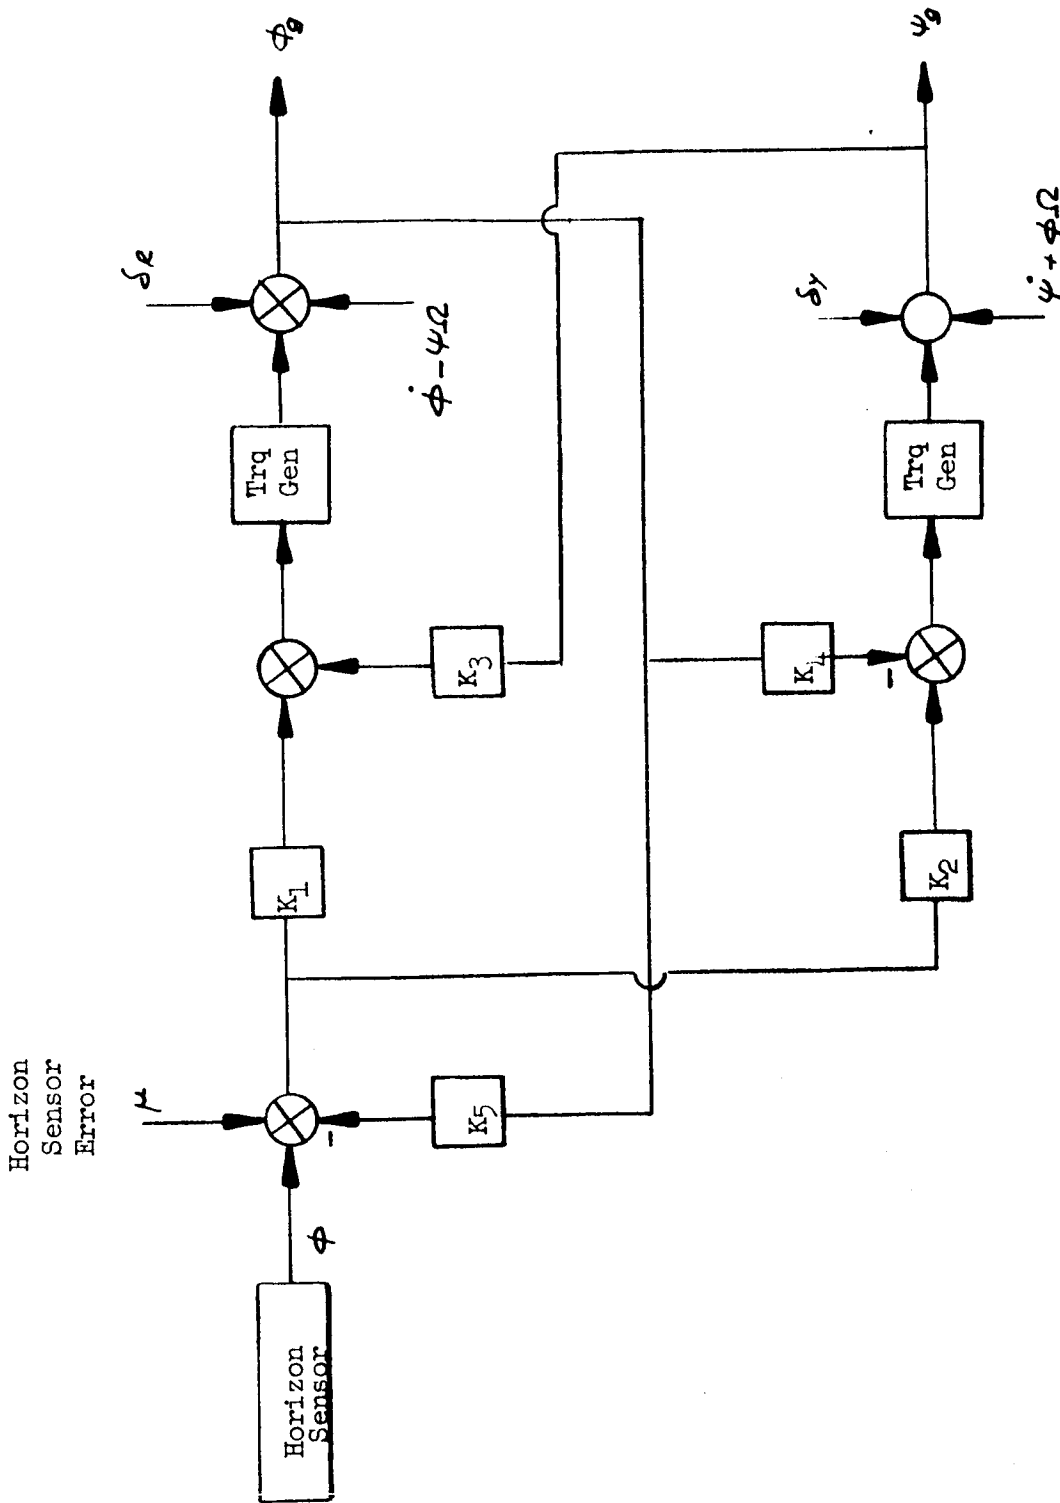 Horizon
Sensor
Error
μ
Horizon
Sensor
ϕ
-
K5
K1
K2
K3
K4
-
Trq
Gen
Trq
Gen
δR
ϕ̇ - ψΩ
δY
ψ̇ + ϕΩ
ϕg
ψg